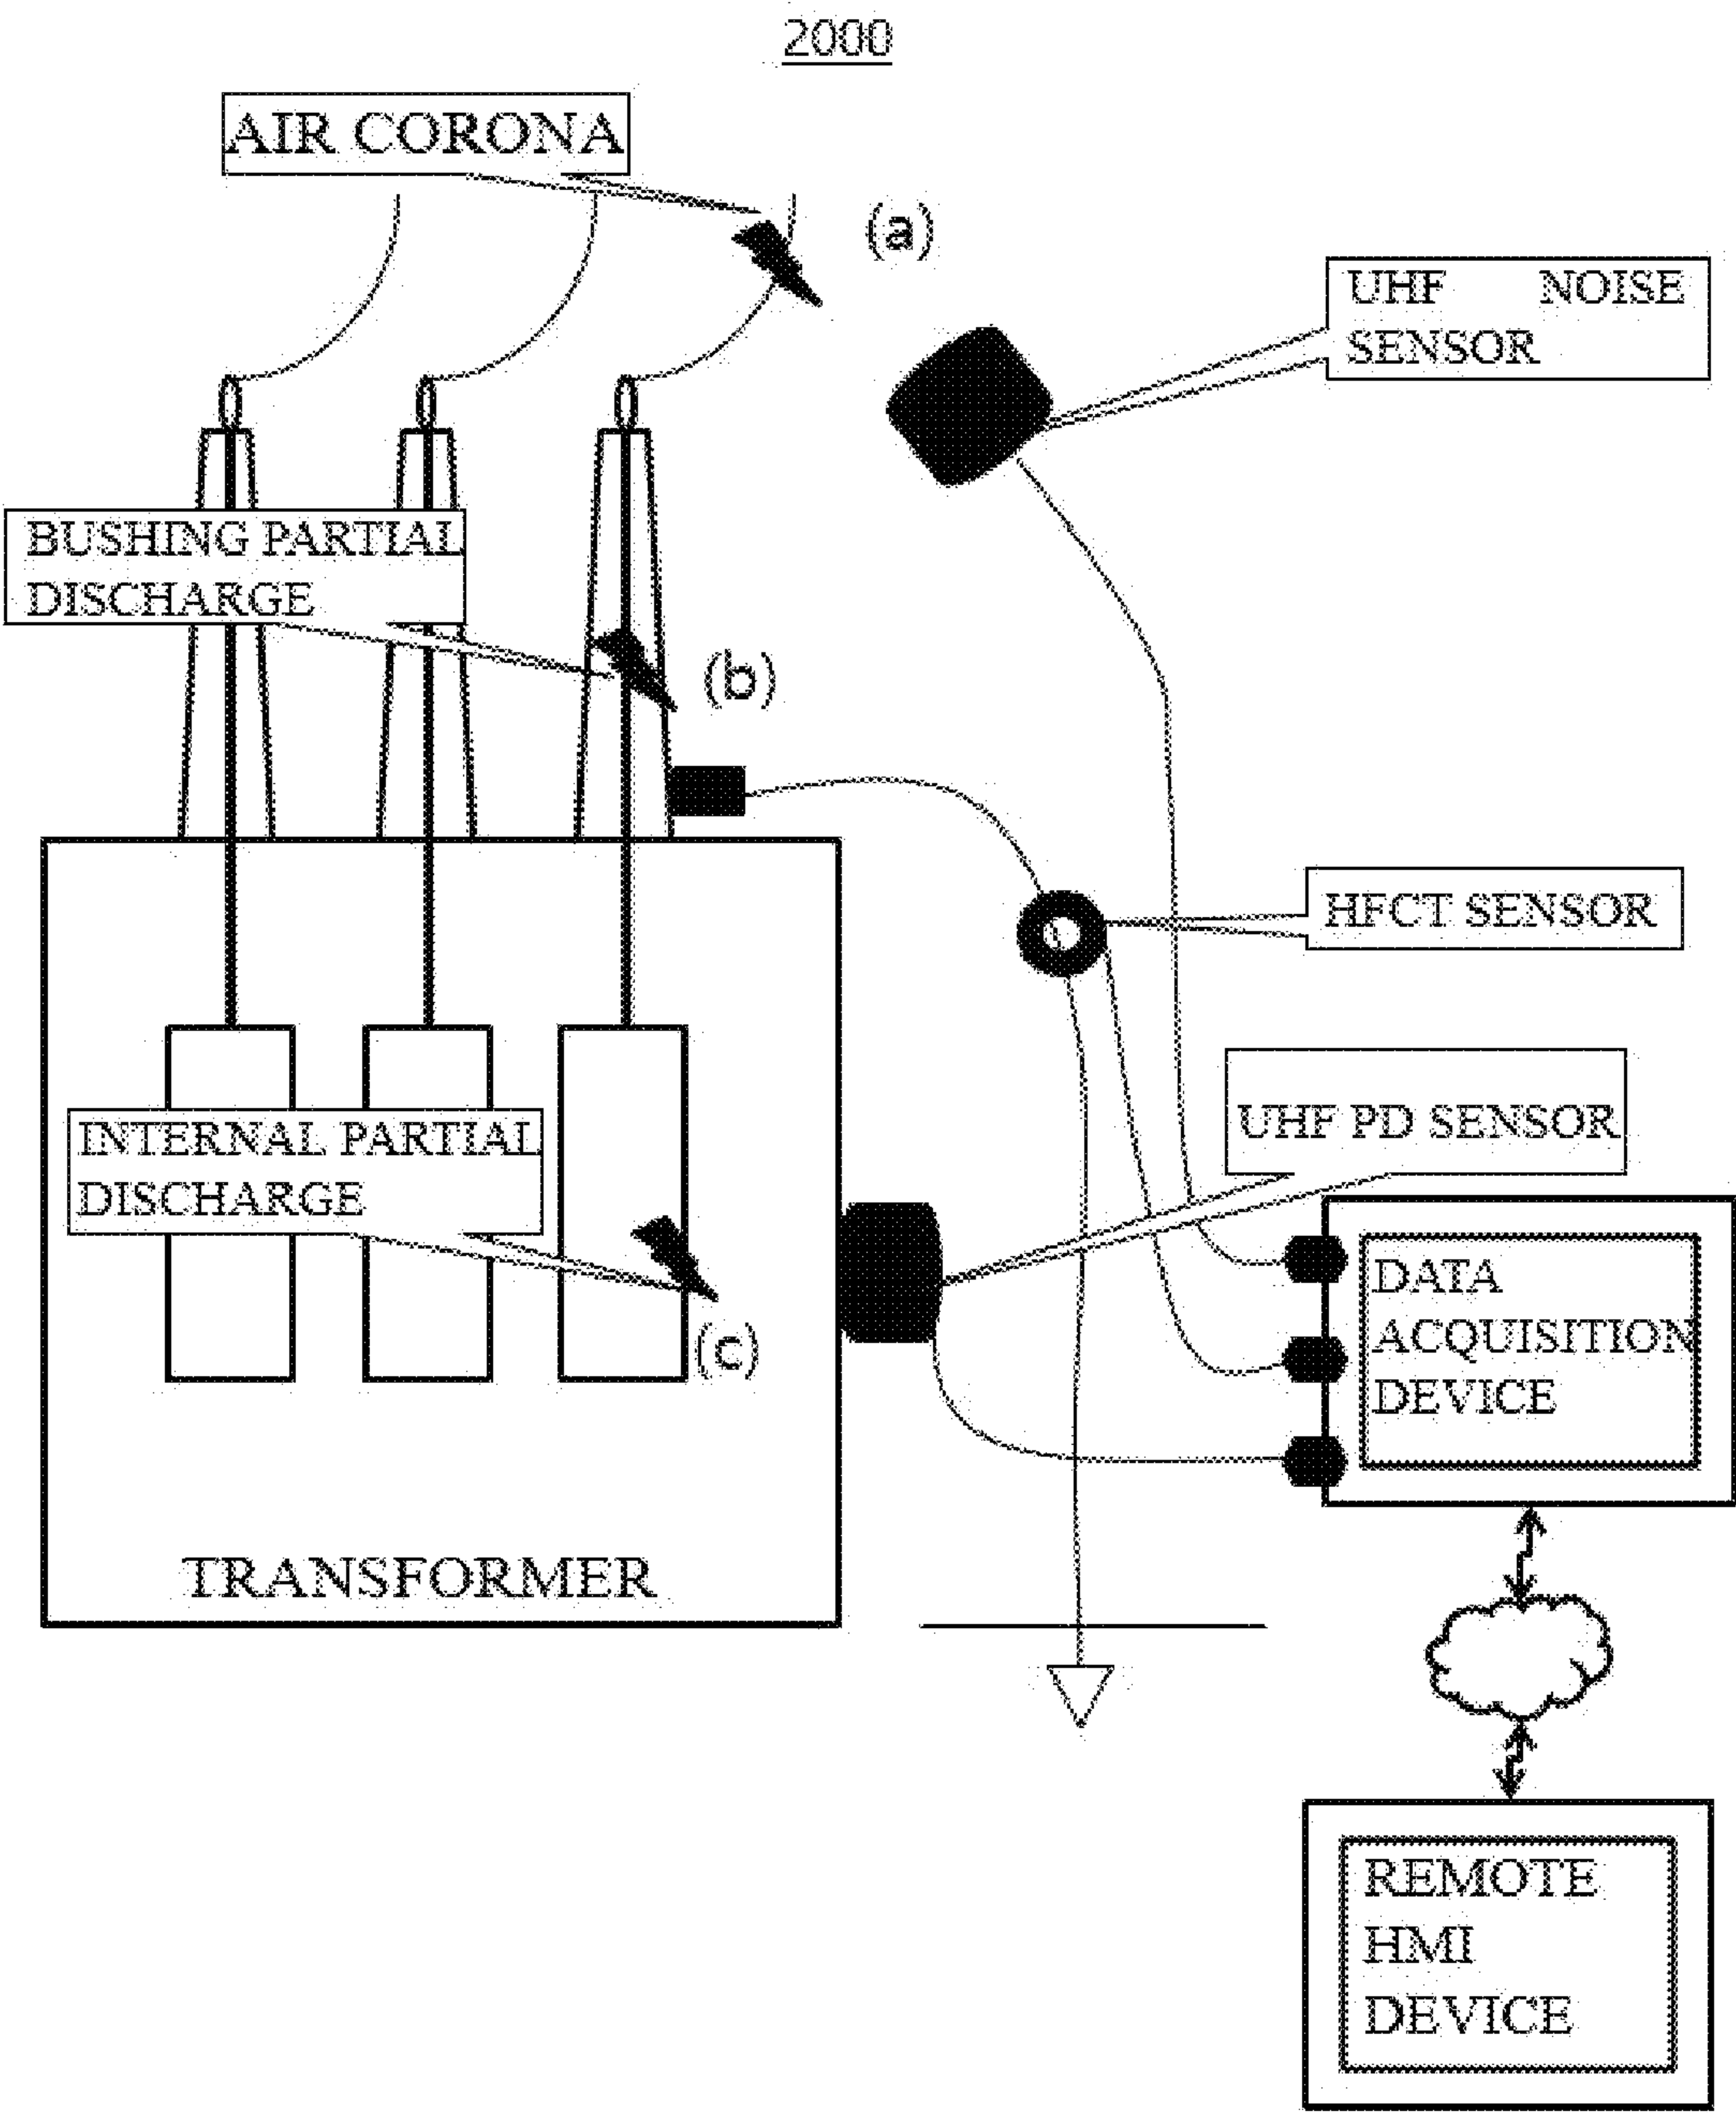 2000
AIR CORONA
(a)
UHF NOISE
SENSOR
BUSHING PARTIAL
DISCHARGE
(b)
HFCT SENSOR
UHF PD SENSOR
INTERNAL PARTIAL
DISCHARGE
(c)
DATA
ACQUISITION
DEVICE
TRANSFORMER
REMOTE
HMI
DEVICE